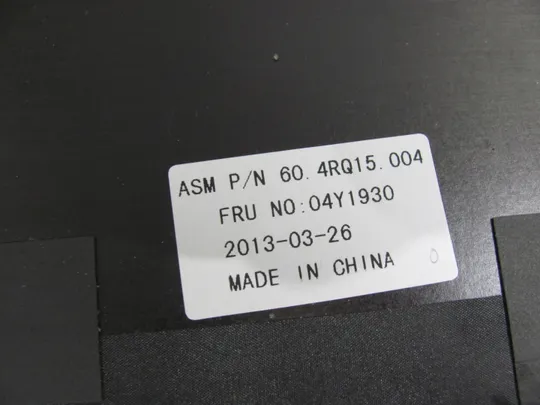 ASM P/N 60.4RQ15.004
FRU NO:04Y1930
2013-03-26
MADE IN CHINA